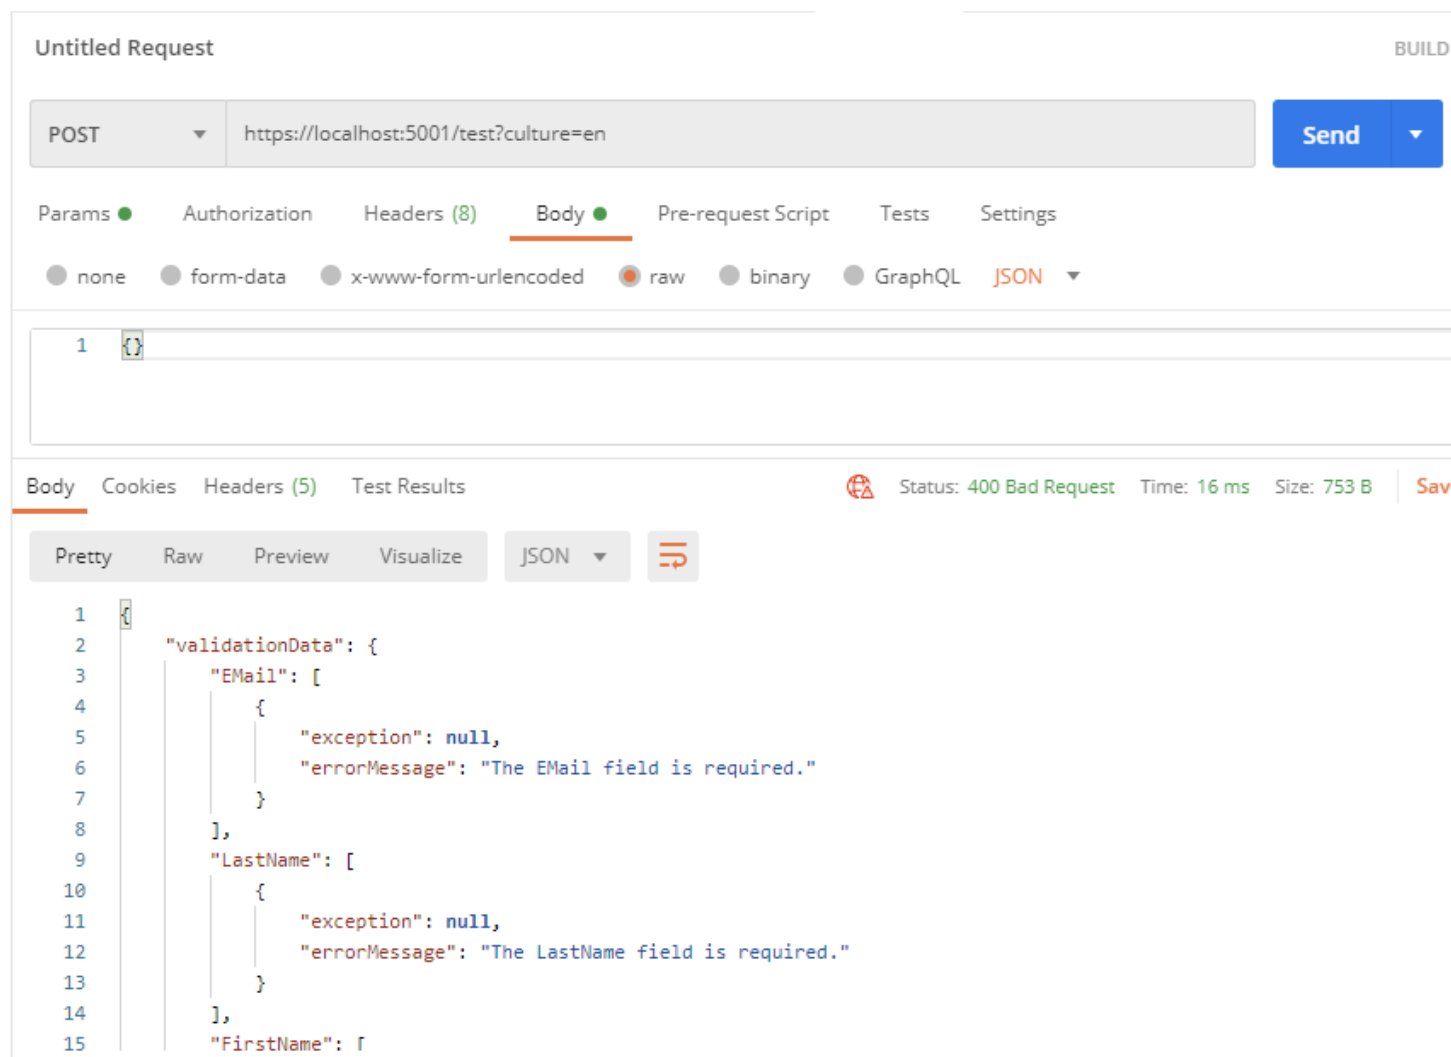 Untitled Request BUILD
POST https://localhost:5001/test?culture=en Send
Params Authorization Headers (8) Body Pre-request Script Tests Settings
none form-data x-www-form-urlencoded raw binary GraphQL JSON
1 {}
Body Cookies Headers (5) Test Results Status: 400 Bad Request Time: 16 ms Size: 753 B Sav
Pretty Raw Preview Visualize JSON
1 {
2 "validationData": {
3 "EMail": [
4 {
5 "exception": null,
6 "errorMessage": "The EMail field is required."
7 }
8 ],
9 "LastName": [
10 {
11 "exception": null,
12 "errorMessage": "The LastName field is required."
13 }
14 ],
15 "FirstName": [